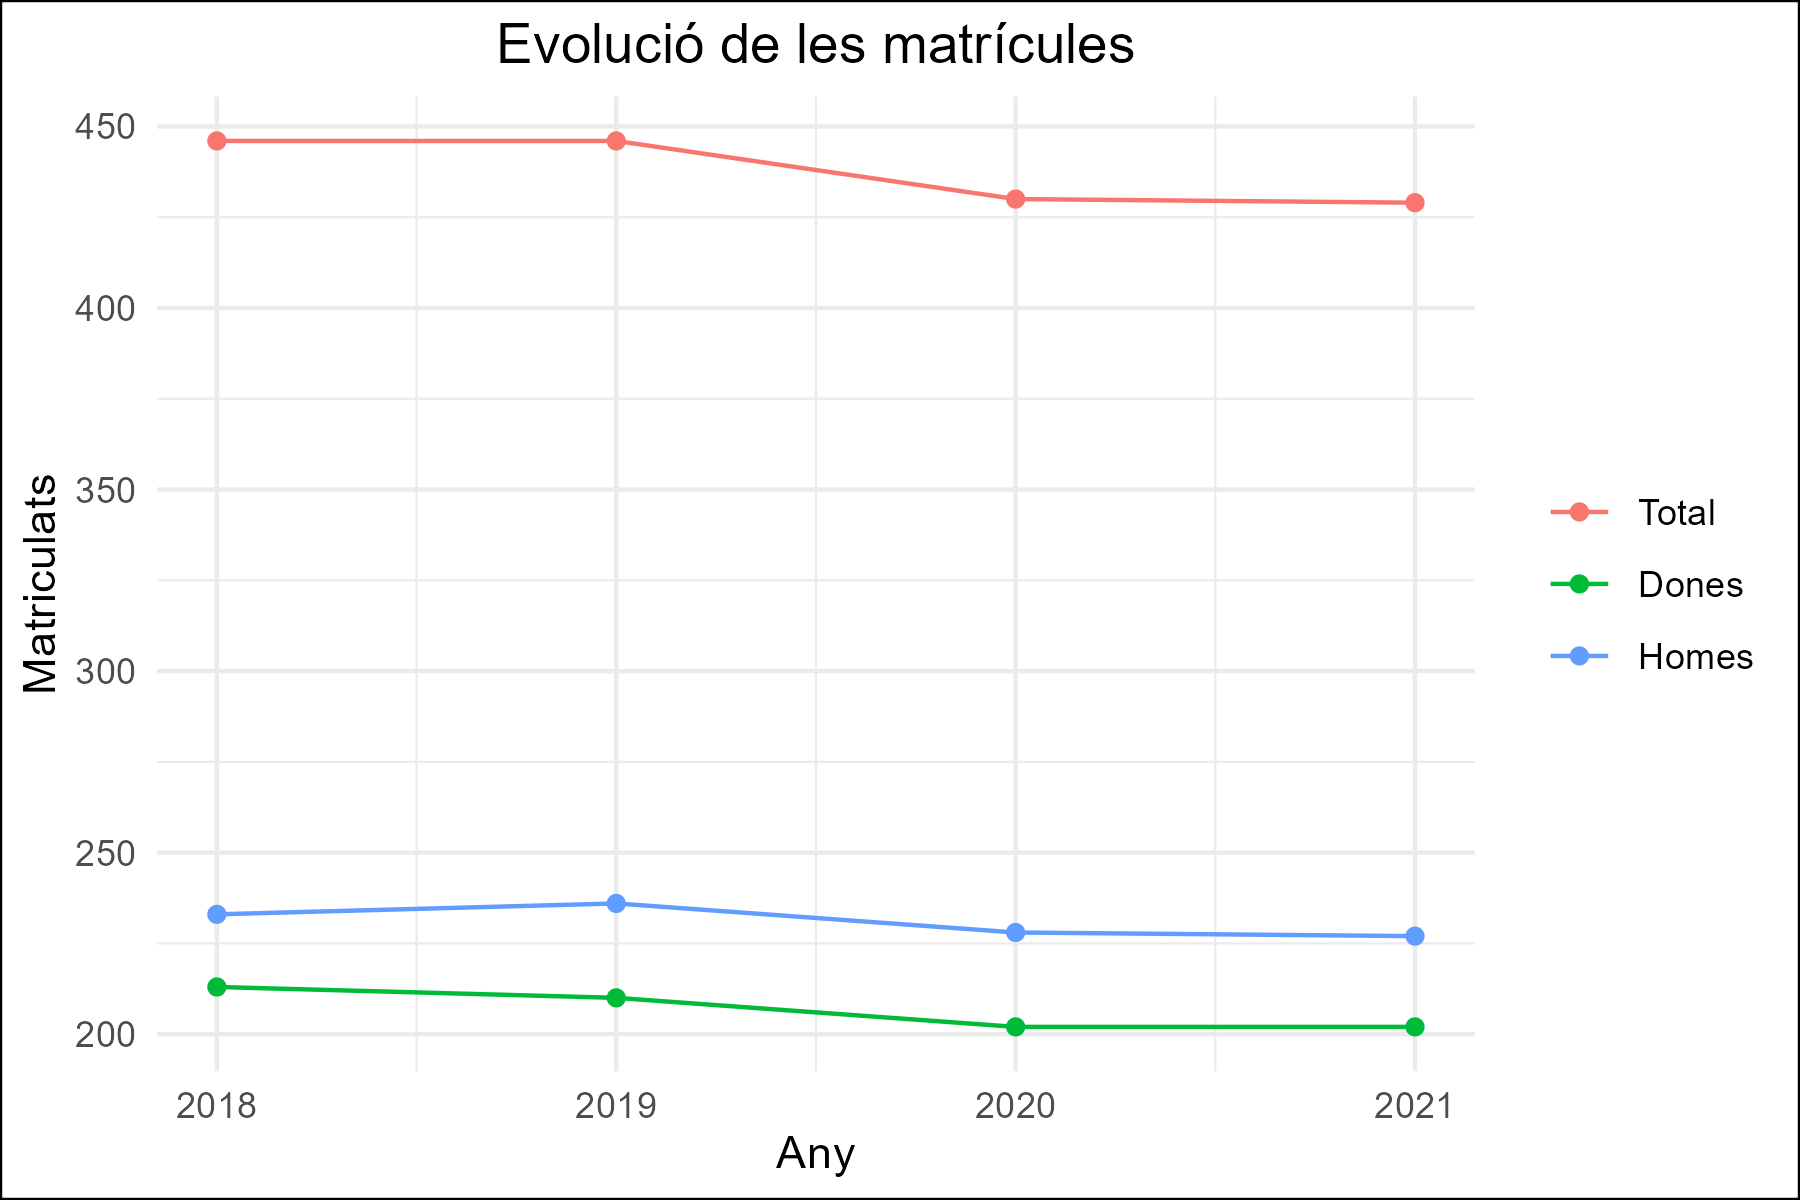 Evolució de les matrícules
Matriculats
450
400
350
300
250
200
2018 2019 2020 2021
Any
Total
Dones
Homes